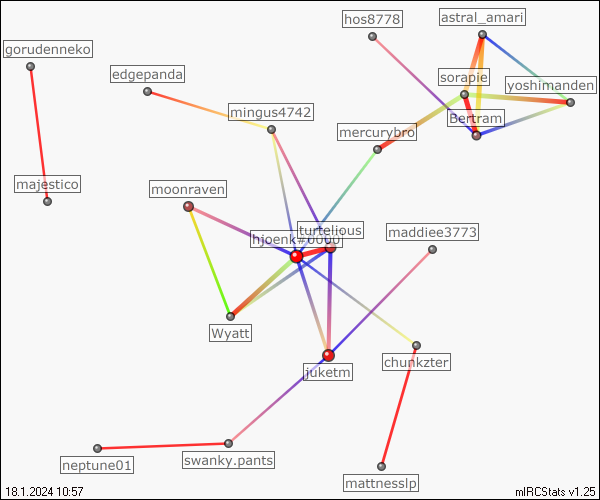 hos8778
astral_amari
gorudenneko
edgepanda
sorapie
yoshimanden
mingus4742
Bertram
mercurybro
majestico
moonraven
turtelious
hjoenk#0000
maddiee3773
Wyatt
chunkzter
juketm
neptune01
swanky.pants
mattnesslp
18.1.2024 10:57
mIRCStats v1.25